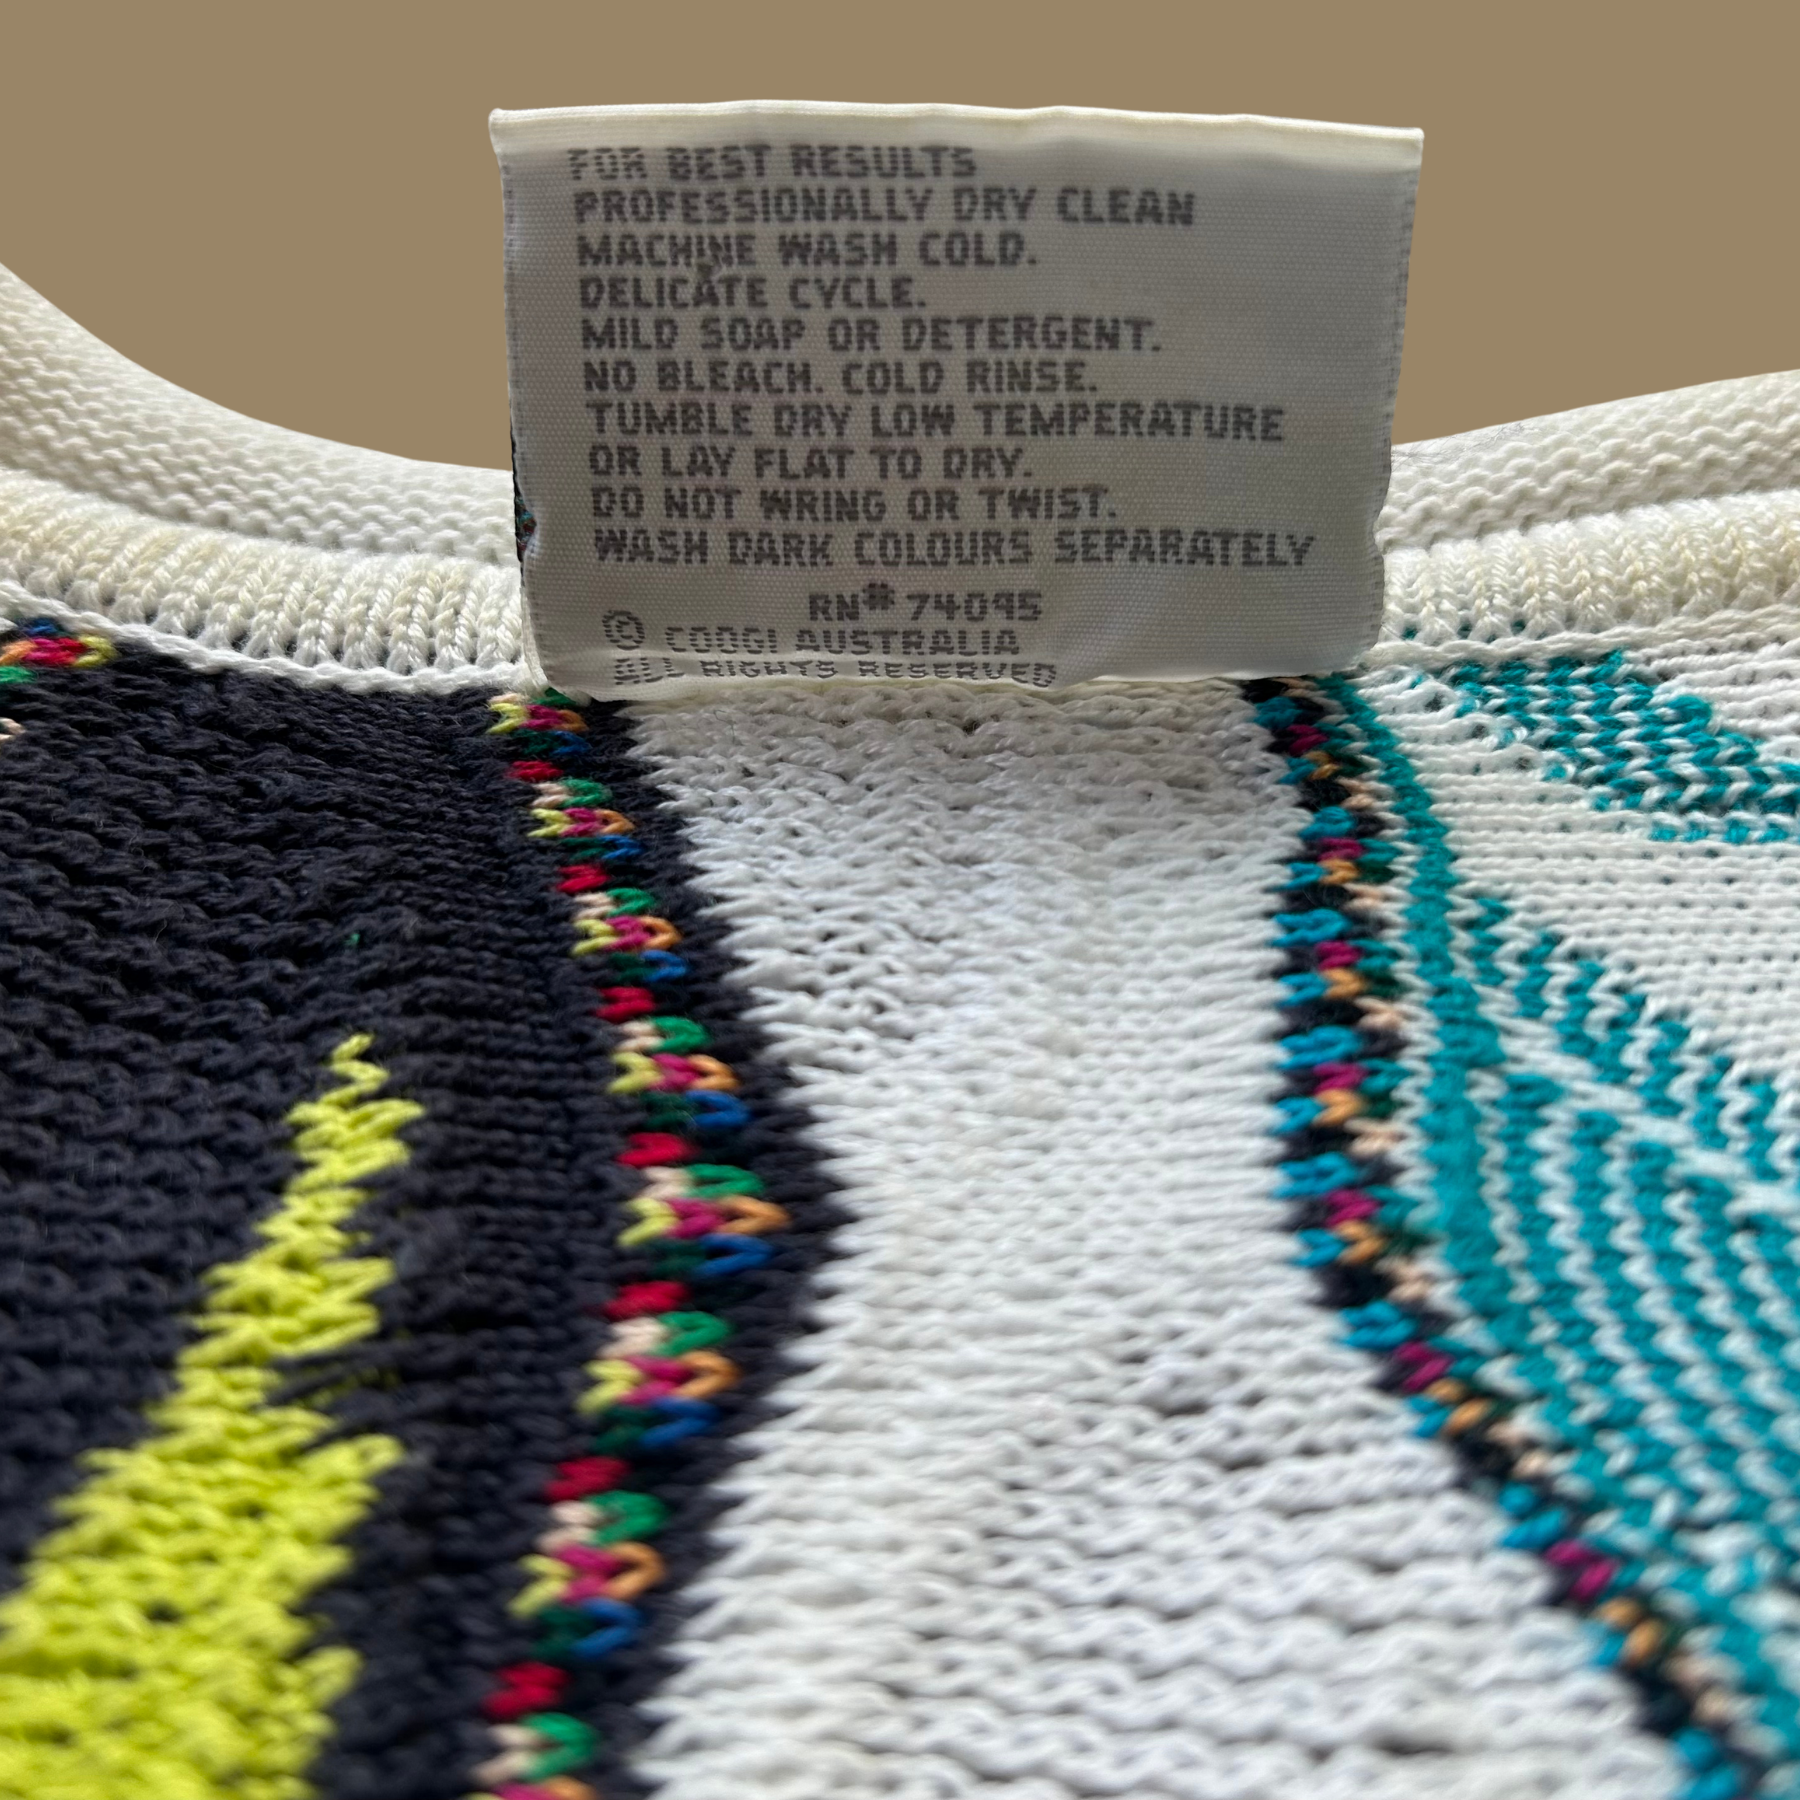 FOR BEST RESULTS
PROFESSIONALLY DRY CLEAN
MACHINE WASH COLD.
DELICATE CYCLE.
MILD SOAP OR DETERGENT.
NO BLEACH. COLD RINSE.
TUMBLE DRY LOW TEMPERATURE
OR LAY FLAT TO DRY.
DO NOT WRING OR TWIST.
WASH DARK COLOURS SEPARATELY
RN# 74095
© COOGI AUSTRALIA
ALL RIGHTS RESERVED